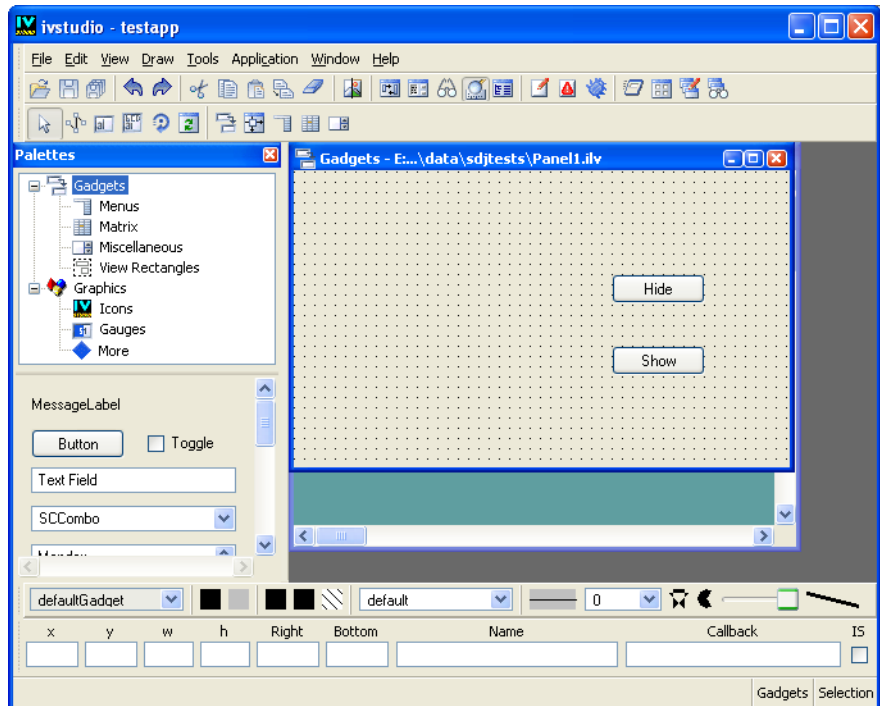 ivstudio - testapp
File Edit View Draw Tools Application Window Help
Palettes
Gadgets
Menus
Matrix
Miscellaneous
View Rectangles
Graphics
Icons
Gauges
More
MessageLabel
Button
Toggle
Text Field
SCCombo
Monday
Gadgets - E:...\data\sdjtests\Panel1.ilv
Hide
Show
defaultGadget
default
0
x y w h Right Bottom Name Callback IS
Gadgets Selection